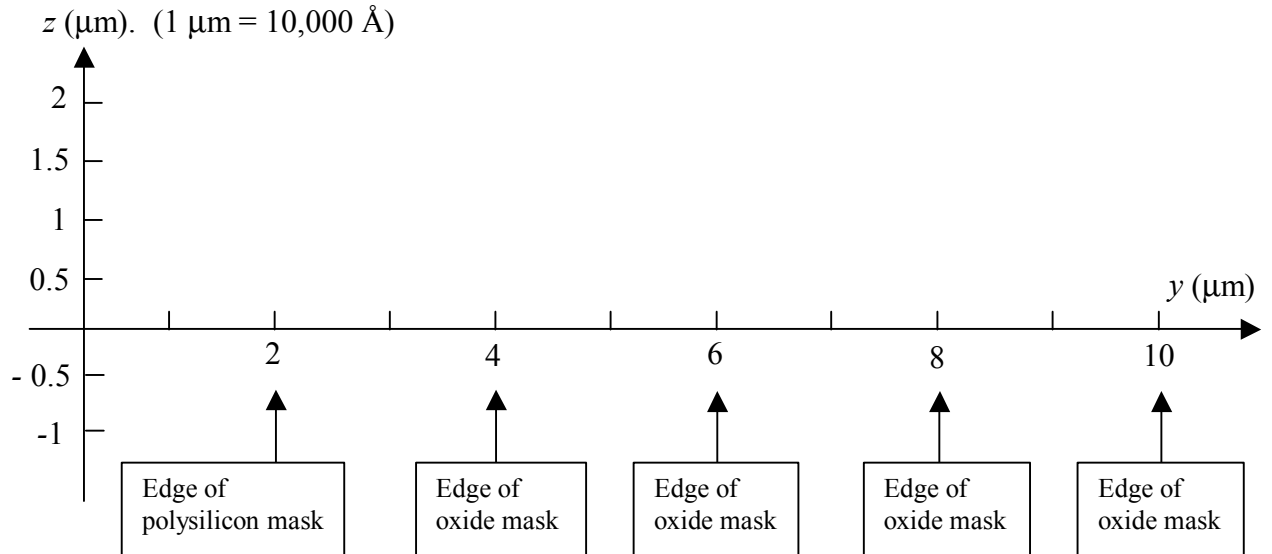 z (μm). (1 μm = 10,000 Å)
2
1.5
1
0.5
y (μm)
2
4
6
8
10
- 0.5
-1
Edge of
polysilicon mask
Edge of
oxide mask
Edge of
oxide mask
Edge of
oxide mask
Edge of
oxide mask